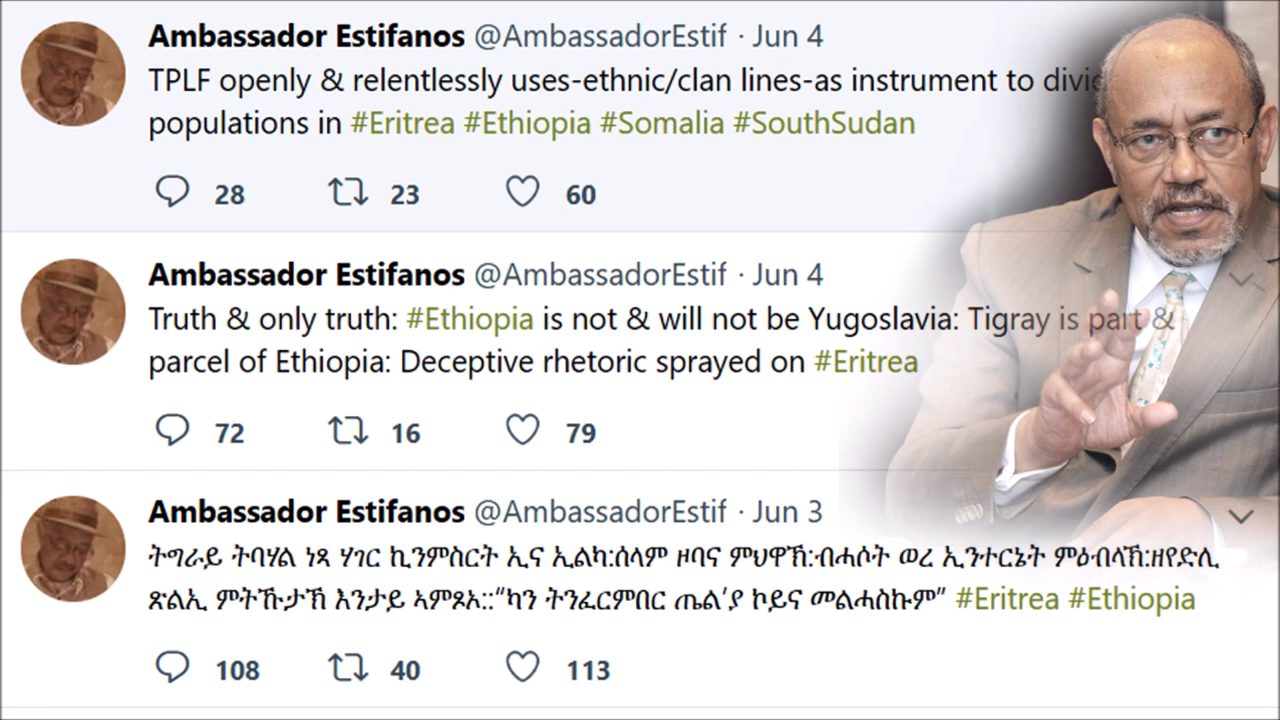 Ambassador Estifanos @AmbassadorEstif · Jun 4
TPLF openly & relentlessly uses-ethnic/clan lines-as instrument to
populations in #Eritrea #Ethiopia #Somalia #SouthSudan
28 23 60
Ambassador Estifanos @AmbassadorEstif · Jun 4
Truth & only truth: #Ethiopia is not & will not be Yugoslavia: Tigray is part &
parcel of Ethiopia: Deceptive rhetoric sprayed on #Eritrea
72 16 79
Ambassador Estifanos @AmbassadorEstif · Jun 3
ትግራይ ትባሃል ነጻ ሃገር ኪንምስርት ኢና ኢልካ:ሰላም ዞባና ምህዋኽ:ብሓሶት ወረ ኢንተርኔት ምዕብላኽ:ዘየድሊ
ጽልኢ ምትዅታኽ እንታይ ኣምጾኦ::“ካን ትንፈርምበር ጤል’ያ ኮይና መልሓስኩም” #Eritrea #Ethiopia
108 40 113